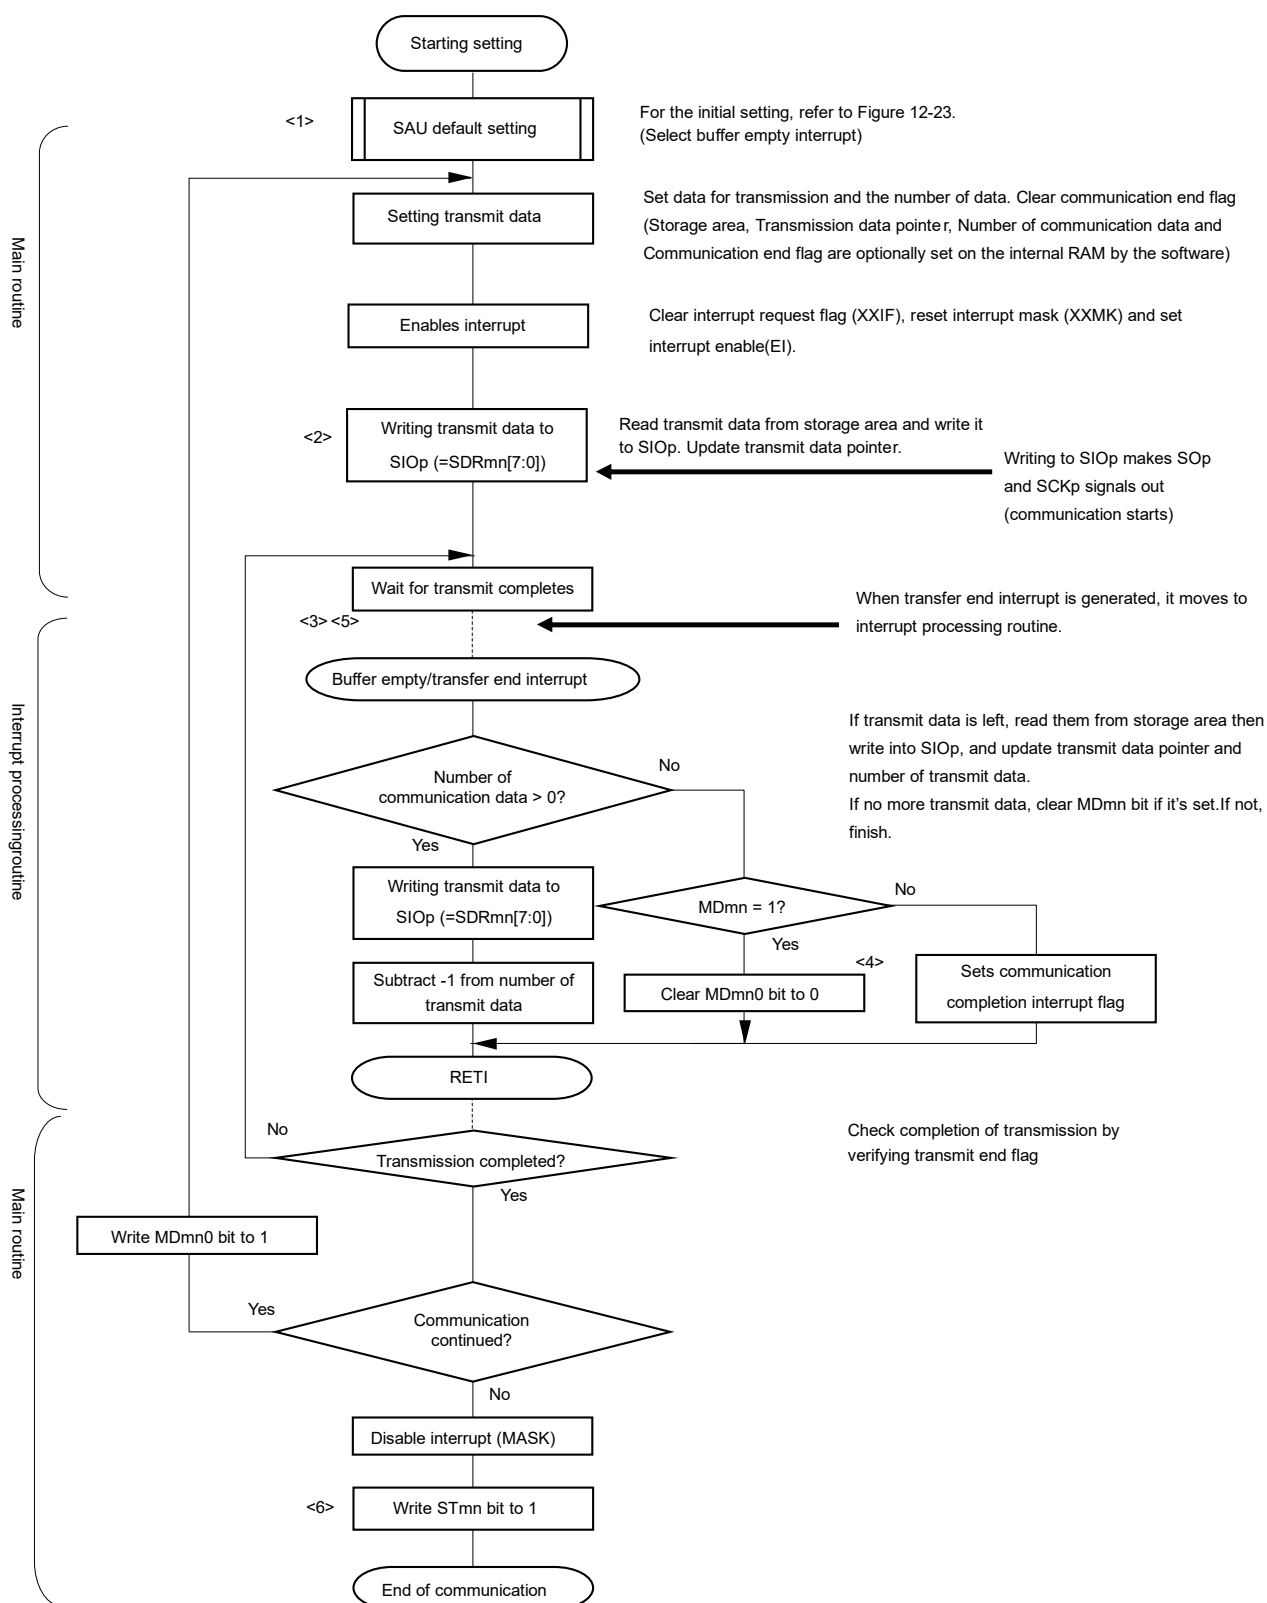 Starting setting
<1>
SAU default setting
For the initial setting, refer to Figure 12-23.
(Select buffer empty interrupt)
Main routine
Setting transmit data
Set data for transmission and the number of data. Clear communication end flag
(Storage area, Transmission data pointer, Number of communication data and
Communication end flag are optionally set on the internal RAM by the software)
Enables interrupt
Clear interrupt request flag (XXIF), reset interrupt mask (XXMK) and set
interrupt enable(EI).
<2>
Writing transmit data to
SIOp (=SDRmn[7:0])
Read transmit data from storage area and write it
to SIOp. Update transmit data pointer.
Writing to SIOp makes SOp
and SCKp signals out
(communication starts)
Wait for transmit completes
<3> <5>
When transfer end interrupt is generated, it moves to
interrupt processing routine.
Interrupt processingroutine
Buffer empty/transfer end interrupt
Number of
communication data > 0?
No
Yes
If transmit data is left, read them from storage area then
write into SIOp, and update transmit data pointer and
number of transmit data.
If no more transmit data, clear MDmn bit if it's set.If not,
finish.
Writing transmit data to
SIOp (=SDRmn[7:0])
MDmn = 1?
No
Yes
<4>
Subtract -1 from number of
transmit data
Clear MDmn0 bit to 0
Sets communication
completion interrupt flag
RETI
Main routine
No
Transmission completed?
Yes
Check completion of transmission by
verifying transmit end flag
Write MDmn0 bit to 1
Yes
Communication
continued?
No
Disable interrupt (MASK)
<6>
Write STmn bit to 1
End of communication